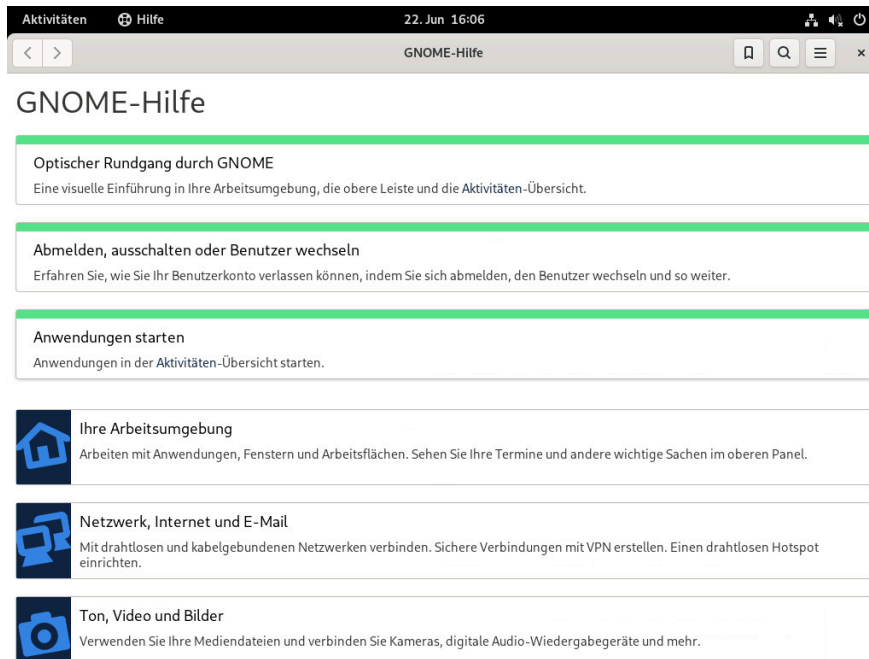 Aktivitäten Hilfe 22. Jun 16:06
GNOME-Hilfe
GNOME-Hilfe
Optischer Rundgang durch GNOME
Eine visuelle Einführung in Ihre Arbeitsumgebung, die obere Leiste und die Aktivitäten-Übersicht.
Abmelden, ausschalten oder Benutzer wechseln
Erfahren Sie, wie Sie Ihr Benutzerkonto verlassen können, indem Sie sich abmelden, den Benutzer wechseln und so weiter.
Anwendungen starten
Anwendungen in der Aktivitäten-Übersicht starten.
Ihre Arbeitsumgebung
Arbeiten mit Anwendungen, Fenstern und Arbeitsflächen. Sehen Sie Ihre Termine und andere wichtige Sachen im oberen Panel.
Netzwerk, Internet und E-Mail
Mit drahtlosen und kabelgebundenen Netzwerken verbinden. Sichere Verbindungen mit VPN erstellen. Einen drahtlosen Hotspot
einrichten.
Ton, Video und Bilder
Verwenden Sie Ihre Mediendateien und verbinden Sie Kameras, digitale Audio-Wiedergabegeräte und mehr.